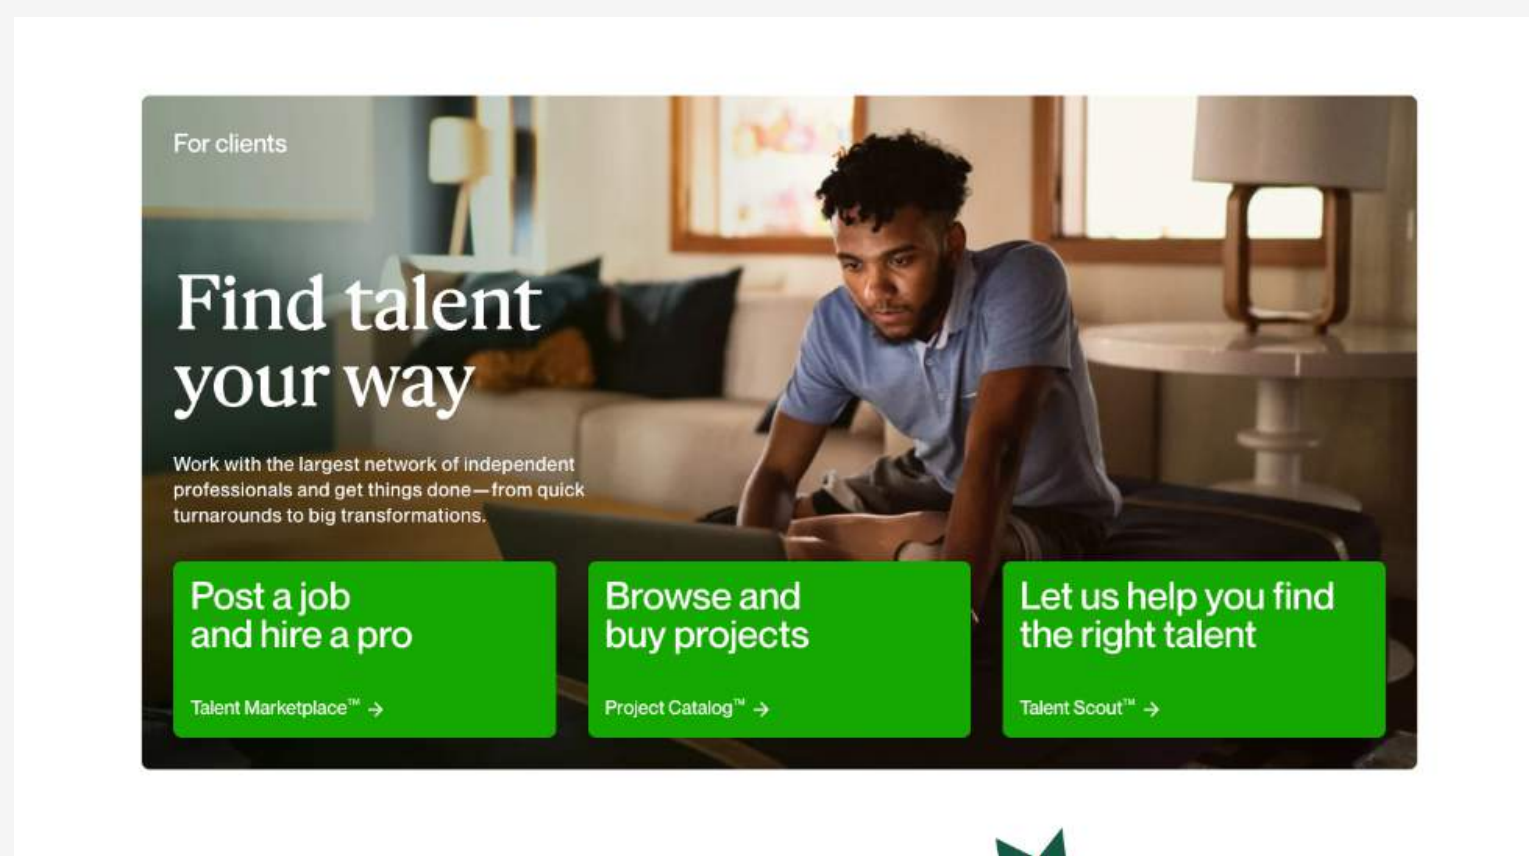 For clients
Find talent
your way
Work with the largest network of independent
professionals and get things done—from quick
turnarounds to big transformations.
Post a job
and hire a pro
Talent Marketplace™ →
Browse and
buy projects
Project Catalog™ →
Let us help you find
the right talent
Talent Scout™ →